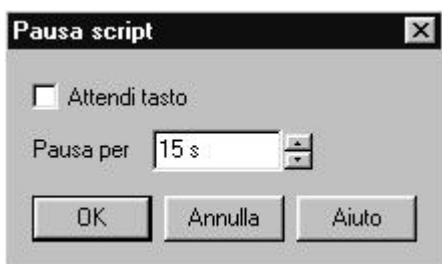 Pausa script
Attendi tasto
Pausa per 15 s
OK Annulla Aiuto